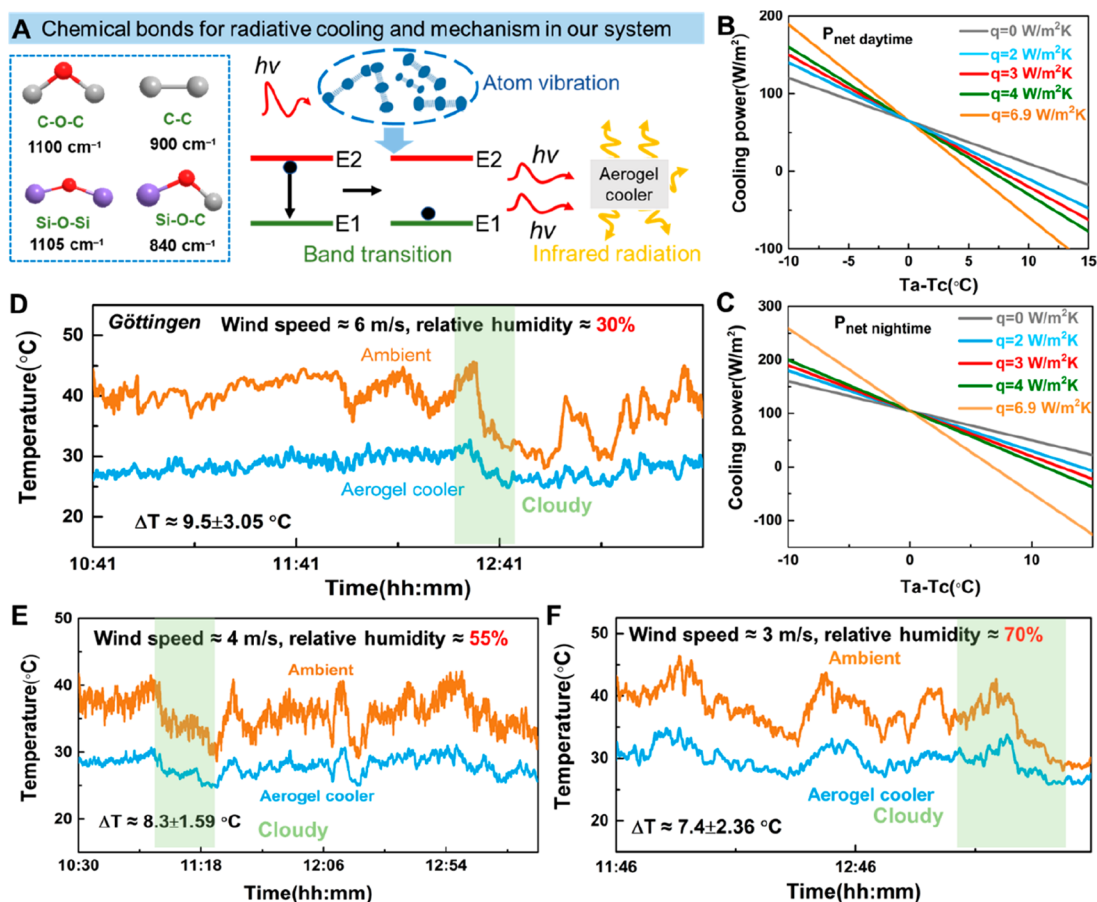 A Chemical bonds for radiative cooling and mechanism in our system
C-O-C
1100 cm⁻¹
C-C
900 cm⁻¹
Si-O-Si
1105 cm⁻¹
Si-O-C
840 cm⁻¹
hv
Atom vibration
E2
E2
E1
E1
Band transition
hv
hv
Aerogel
cooler
Infrared radiation
B
Cooling power(W/m²)
200
100
0
-100
Pnet daytime
q=0 W/m²K
q=2 W/m²K
q=3 W/m²K
q=4 W/m²K
q=6.9 W/m²K
-10 -5 0 5 10 15
Ta-Tc(°C)
C
Cooling power(W/m²)
300
200
100
0
-100
Pnet nightime
q=0 W/m²K
q=2 W/m²K
q=3 W/m²K
q=4 W/m²K
q=6.9 W/m²K
-10 0 10
Ta-Tc(°C)
D
Temperature(°C)
50
40
30
20
Göttingen Wind speed ≈ 6 m/s, relative humidity ≈ 30%
Ambient
Aerogel cooler
Cloudy
ΔT ≈ 9.5±3.05 °C
10:41 11:41 12:41
Time(hh:mm)
E
Temperature(°C)
50
40
30
20
Wind speed ≈ 4 m/s, relative humidity ≈ 55%
Ambient
Aerogel cooler
ΔT ≈ 8.3±1.59 °C
Cloudy
10:30 11:18 12:06 12:54
Time(hh:mm)
F
Temperature(°C)
50
40
30
20
Wind speed ≈ 3 m/s, relative humidity ≈ 70%
Ambient
Aerogel cooler
Cloudy
ΔT ≈ 7.4±2.36 °C
11:46 12:46
Time(hh:mm)